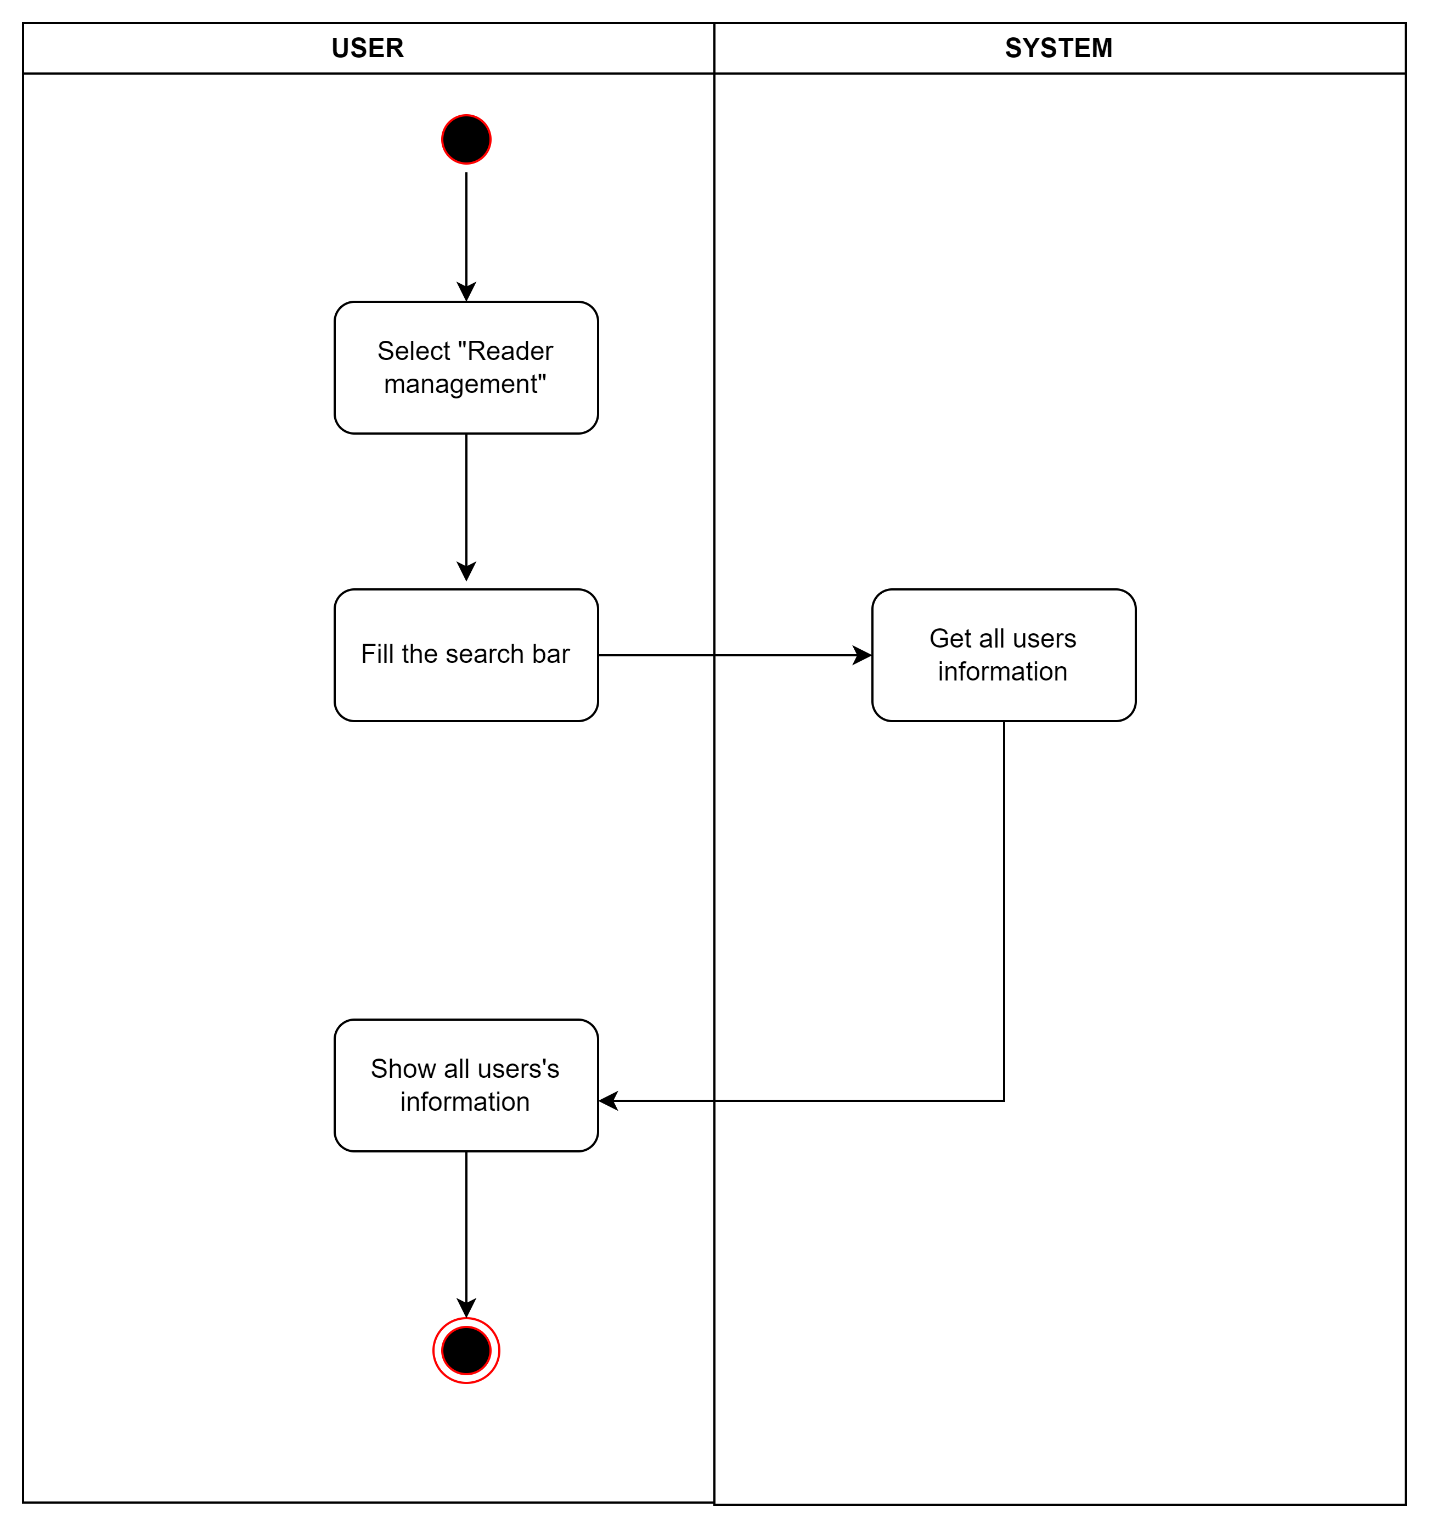 USER
SYSTEM
Select "Reader
management"
Fill the search bar
Get all users
information
Show all users's
information